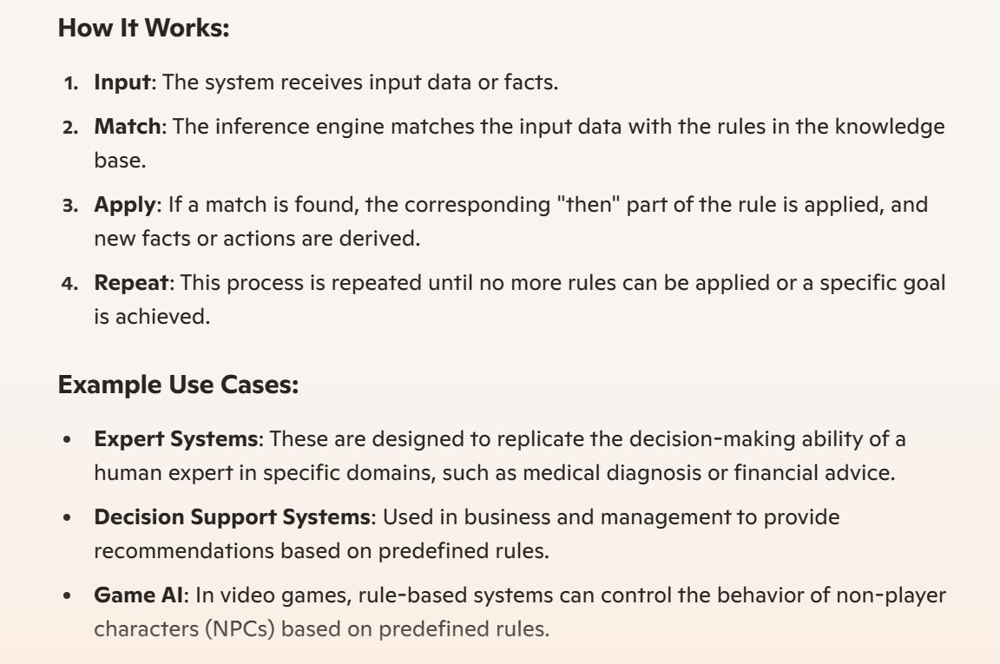 How It Works:
1. Input: The system receives input data or facts.
2. Match: The inference engine matches the input data with the rules in the knowledge
base.
3. Apply: If a match is found, the corresponding "then" part of the rule is applied, and
new facts or actions are derived.
4. Repeat: This process is repeated until no more rules can be applied or a specific goal
is achieved.
Example Use Cases:
• Expert Systems: These are designed to replicate the decision-making ability of a
human expert in specific domains, such as medical diagnosis or financial advice.
• Decision Support Systems: Used in business and management to provide
recommendations based on predefined rules.
• Game AI: In video games, rule-based systems can control the behavior of non-player
characters (NPCs) based on predefined rules.